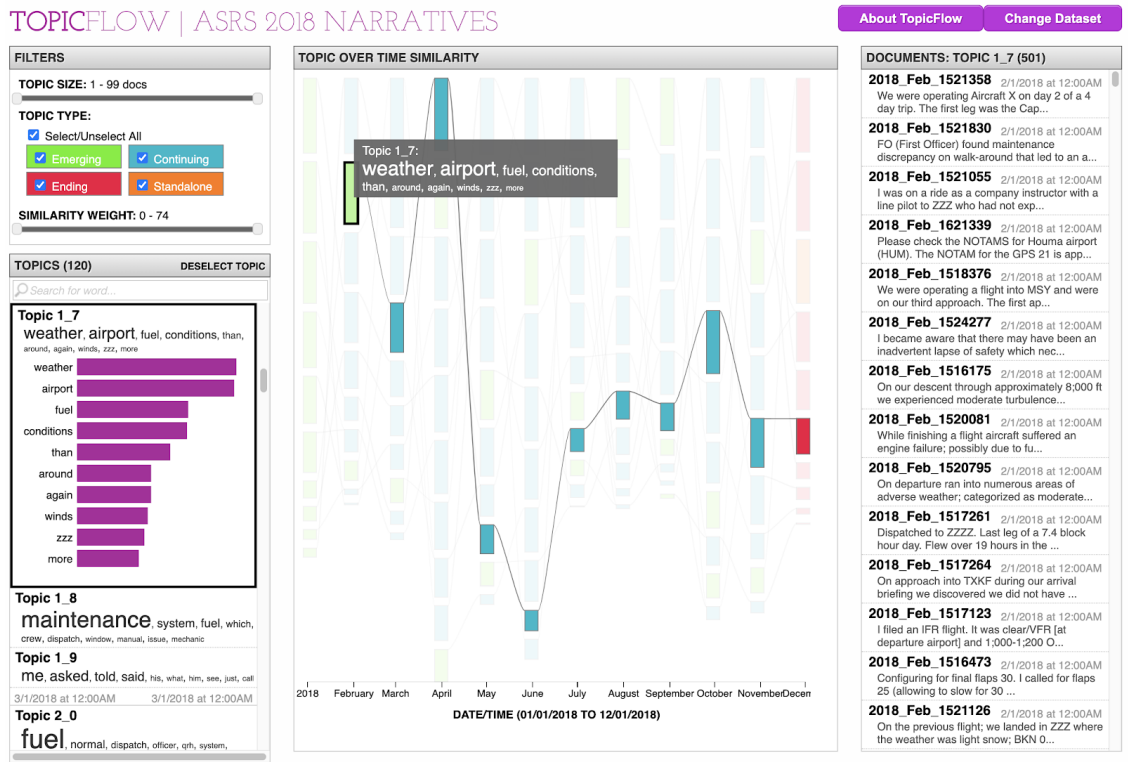 TOPICFLOW | ASRS 2018 NARRATIVES
About TopicFlow
Change Dataset
FILTERS
TOPIC SIZE: 1 - 99 docs
TOPIC TYPE:
Select/Unselect All
Emerging
Continuing
Ending
Standalone
SIMILARITY WEIGHT: 0 - 74
TOPICS (120)
DESELECT TOPIC
Search for word...
Topic 1_7
weather, airport, fuel, conditions, than,
around, again, winds, zzz, more
weather
airport
fuel
conditions
than
around
again
winds
zzz
more
Topic 1_8
maintenance, system, fuel, which,
crew, dispatch, window, manual, issue, mechanic
Topic 1_9
me, asked, told, said, his, what, him, see, just, call
3/1/2018 at 12:00AM 3/1/2018 at 12:00AM
Topic 2_0
fuel, normal, dispatch, officer, qrh, system,
TOPIC OVER TIME SIMILARITY
Topic 1_7:
weather, airport, fuel, conditions,
than, around, again, winds, zzz, more
2018 February March April May June July August September October November Decem
DATE/TIME (01/01/2018 TO 12/01/2018)
DOCUMENTS: TOPIC 1_7 (501)
2018_Feb_1521358 2/1/2018 at 12:00AM
We were operating Aircraft X on day 2 of a 4
day trip. The first leg was the Cap...
2018_Feb_1521830 2/1/2018 at 12:00AM
FO (First Officer) found maintenance
discrepancy on walk-around that led to an a...
2018_Feb_1521055 2/1/2018 at 12:00AM
I was on a ride as a company instructor with a
line pilot to ZZZ who had not exp...
2018_Feb_1621339 2/1/2018 at 12:00AM
Please check the NOTAMS for Houma airport
(HUM). The NOTAM for the GPS 21 is app...
2018_Feb_1518376 2/1/2018 at 12:00AM
We were operating a flight into MSY and were
on our third approach. The first ap...
2018_Feb_1524277 2/1/2018 at 12:00AM
I became aware that there may have been an
inadvertent lapse of safety which nec...
2018_Feb_1516175 2/1/2018 at 12:00AM
On our descent through approximately 8;000 ft
we experienced moderate turbulence...
2018_Feb_1520081 2/1/2018 at 12:00AM
While finishing a flight aircraft suffered an
engine failure; possibly due to fu...
2018_Feb_1520795 2/1/2018 at 12:00AM
On departure ran into numerous areas of
adverse weather; categorized as moderate...
2018_Feb_1517261 2/1/2018 at 12:00AM
Dispatched to ZZZZ. Last leg of a 7.4 block
hour day. Flew over 19 hours in the ...
2018_Feb_1517264 2/1/2018 at 12:00AM
On approach into TXKF during our arrival
briefing we discovered we did not have ...
2018_Feb_1517123 2/1/2018 at 12:00AM
I filed an IFR flight. It was clear/VFR [at
departure airport] and 1;000-1;200 O...
2018_Feb_1516473 2/1/2018 at 12:00AM
Configuring for final flaps 30. I called for flaps
25 (allowing to slow for 30 ...
2018_Feb_1521126 2/1/2018 at 12:00AM
On the previous flight; we landed in ZZZ where
the weather was light snow; BKN 0...